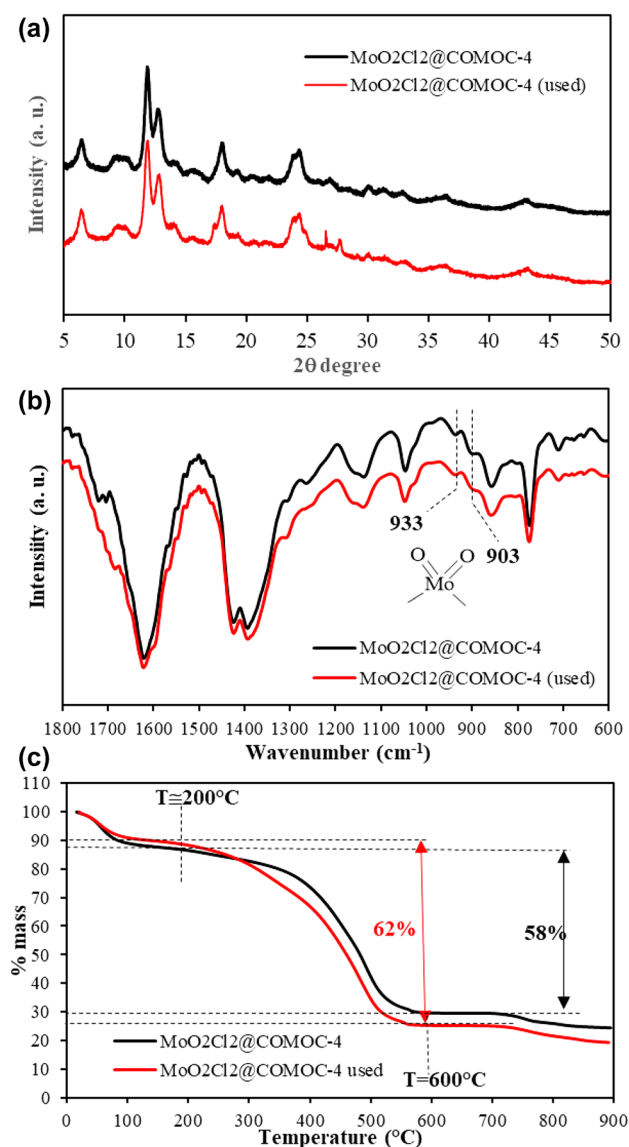 (a)
MoO2Cl2@COMOC-4
MoO2Cl2@COMOC-4 (used)
Intensity (a. u.)
5 10 15 20 25 30 35 40 45 50
2θ degree
(b)
933
903
O O
Mo
Intensiity (a. u.)
MoO2Cl2@COMOC-4
MoO2Cl2@COMOC-4 (used)
1800 1700 1600 1500 1400 1300 1200 1100 1000 900 800 700 600
Wavenumber (cm-1)
(c)
110
100
90
80
70
60
50
40
30
20
10
0
% mass
T≅200°C
62%
58%
MoO2Cl2@COMOC-4
MoO2Cl2@COMOC-4 used
T=600°C
0 100 200 300 400 500 600 700 800 900
Temperature (°C)